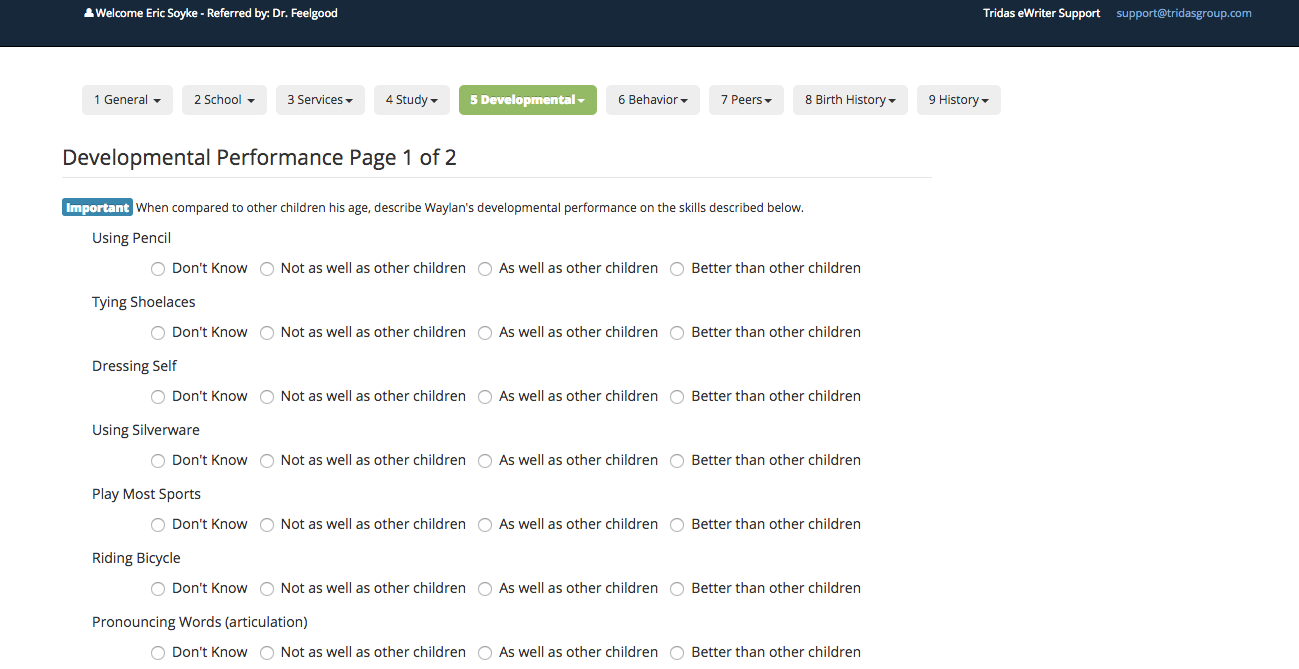 Welcome Eric Soyke - Referred by: Dr. Feelgood Tridas eWriter Support support@tridasgroup.com
1 General 2 School 3 Services 4 Study 5 Developmental 6 Behavior 7 Peers 8 Birth History 9 History
Developmental Performance Page 1 of 2
Important When compared to other children his age, describe Waylan's developmental performance on the skills described below.
Using Pencil
Don't Know Not as well as other children As well as other children Better than other children
Tying Shoelaces
Don't Know Not as well as other children As well as other children Better than other children
Dressing Self
Don't Know Not as well as other children As well as other children Better than other children
Using Silverware
Don't Know Not as well as other children As well as other children Better than other children
Play Most Sports
Don't Know Not as well as other children As well as other children Better than other children
Riding Bicycle
Don't Know Not as well as other children As well as other children Better than other children
Pronouncing Words (articulation)
Don't Know Not as well as other children As well as other children Better than other children